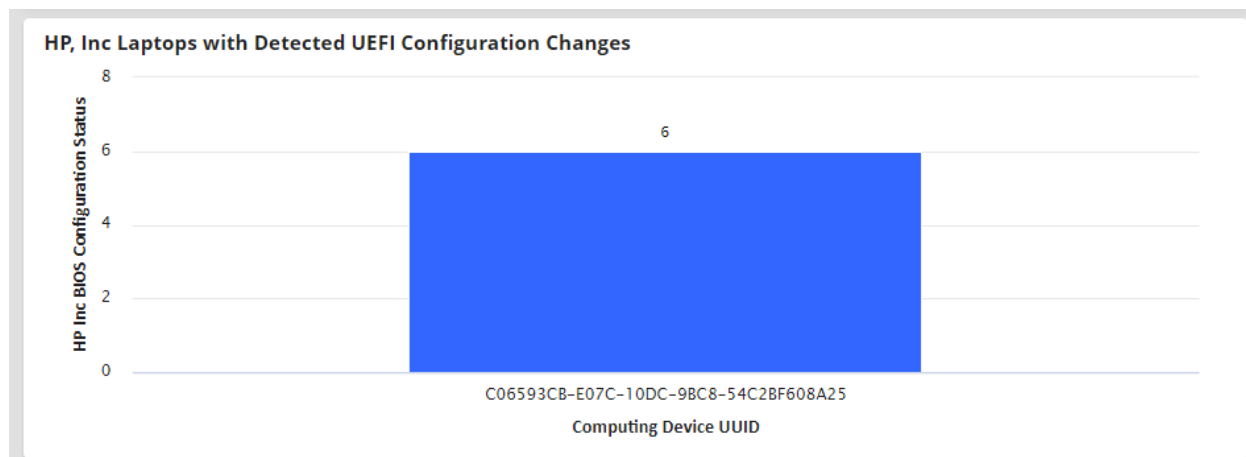 HP, Inc Laptops with Detected UEFI Configuration Changes
HP Inc BIOS Configuration Status
8
6
4
2
0
6
C06593CB-E07C-10DC-9BC8-54C2BF608A25
Computing Device UUID